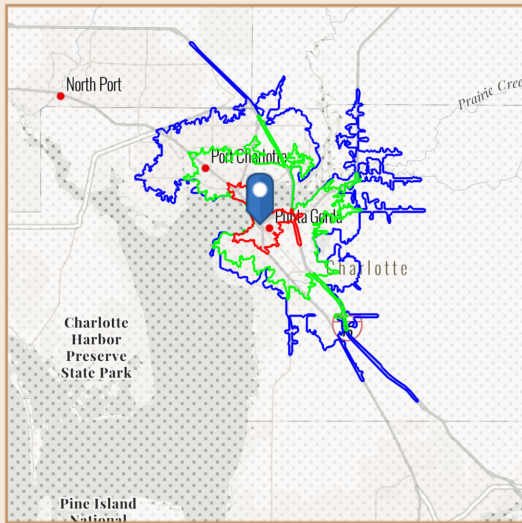 North Port
Prairie Cree
Port Charlotte
Punta Gorda
Charlotte
Charlotte
Harbor
Preserve
State Park
Pine Island
National